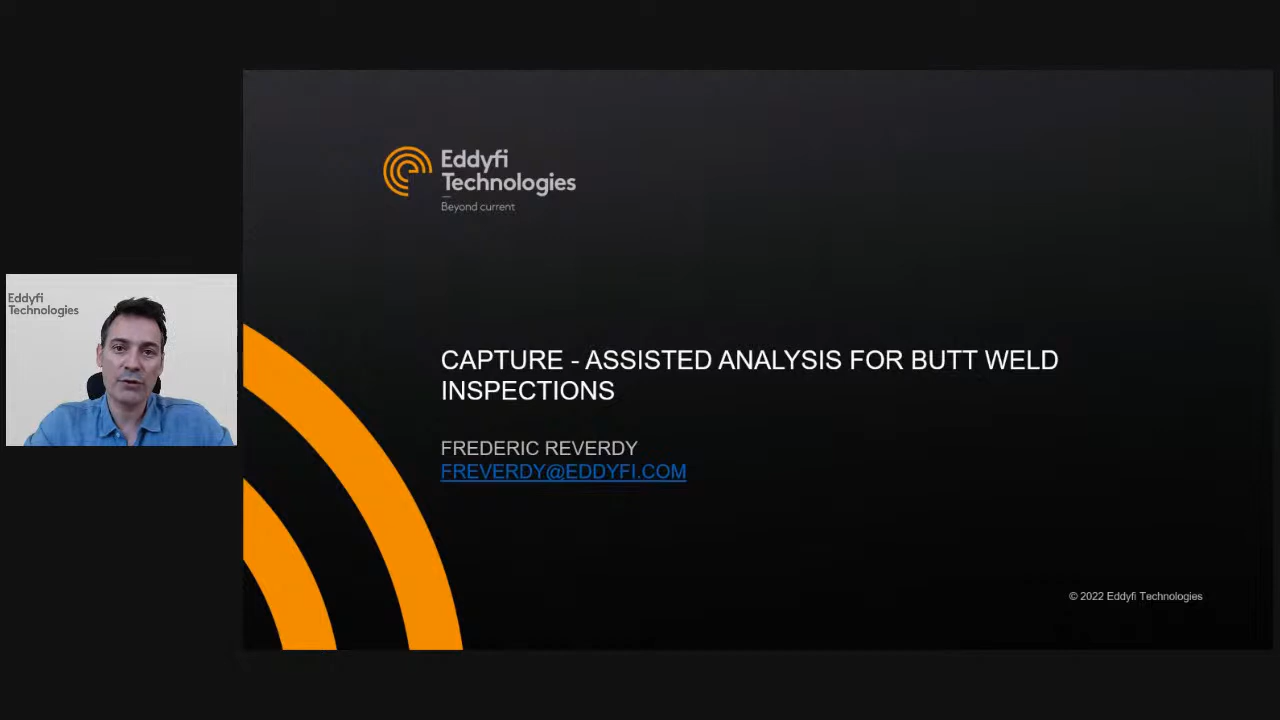 Eddyfi
Technologies
Eddyfi
Technologies
Beyond current
CAPTURE - ASSISTED ANALYSIS FOR BUTT WELD
INSPECTIONS
FREDERIC REVERDY
FREVERDY@EDDYFI.COM
© 2022 Eddyfi Technologies